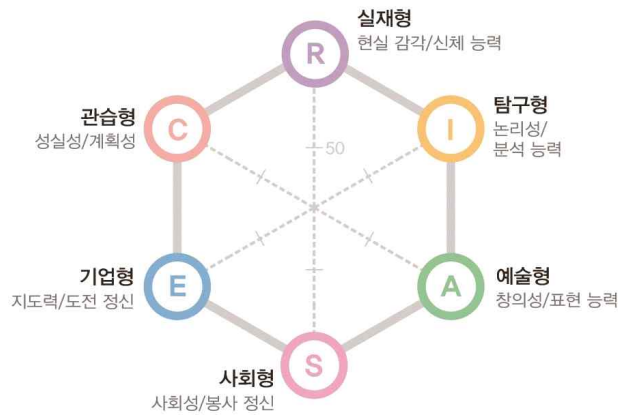 실재형
현실 감각/신체 능력
R
관습형
성실성/계획성
C
탐구형
논리성/
분석 능력
I
50
기업형
지도력/도전 정신
E
예술형
창의성/표현 능력
A
S
사회형
사회성/봉사 정신